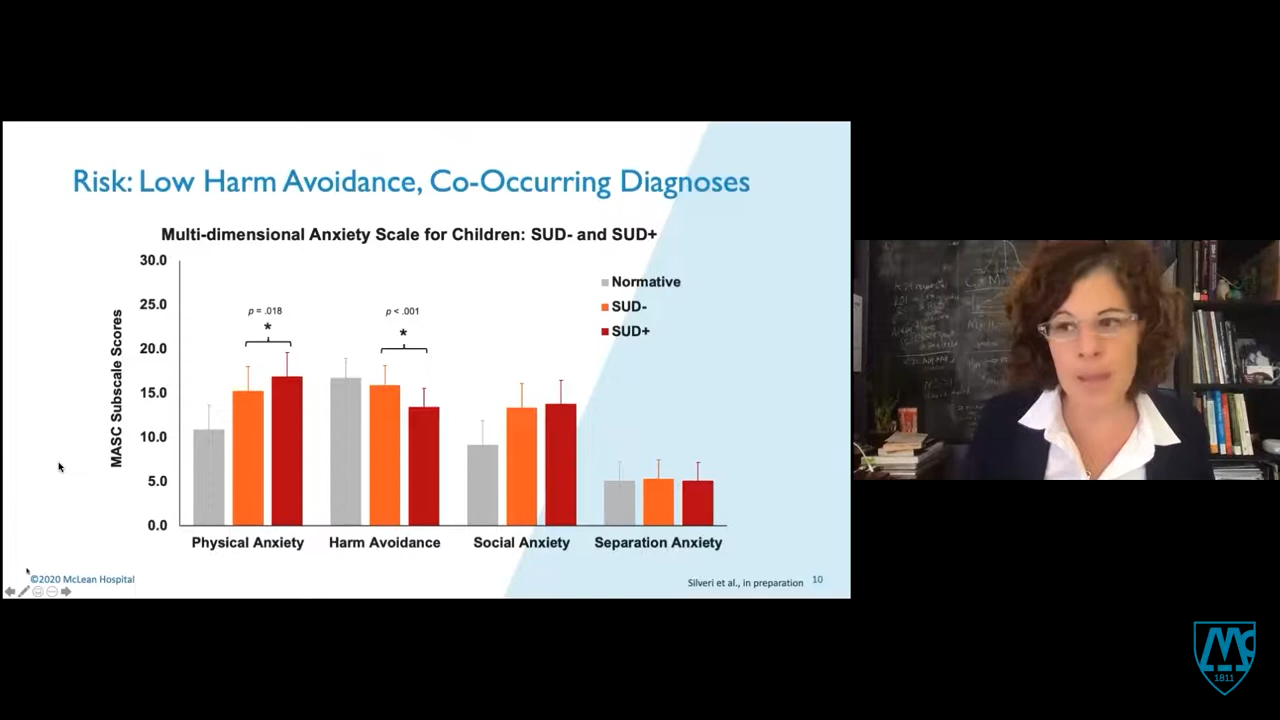 Risk: Low Harm Avoidance, Co-Occurring Diagnoses
Multi-dimensional Anxiety Scale for Children: SUD- and SUD+
MASC Subscale Scores
30.0
25.0
20.0
15.0
10.0
5.0
0.0
p = .018
*
p < .001
*
Normative
SUD-
SUD+
Physical Anxiety
Harm Avoidance
Social Anxiety
Separation Anxiety
©2020 McLean Hospital
Silveri et al., in preparation
10
Mc
1811